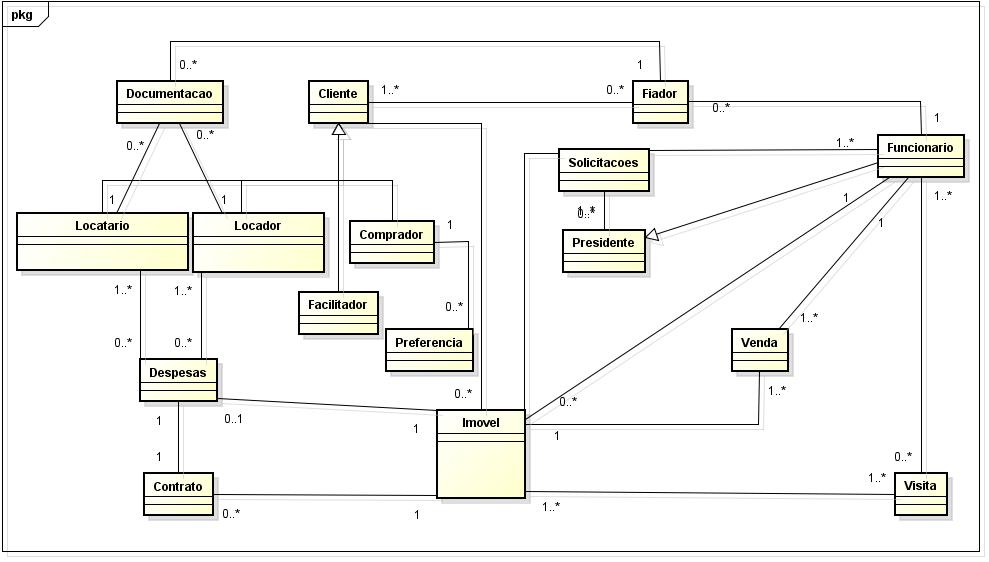 pkg
0..*
1
Documentacao
Cliente
1..*
0..*
Fiador
0..*
1
0..*
0..*
1..*
Funcionario
Solicitacoes
1
1
1
1..*
Locatario
Locador
Comprador
1
1
Presidente
1..*
1..*
Facilitador
0..*
1..*
Preferencia
Venda
0..*
0..*
Despesas
0..*
0..*
1..*
1
0..1
1
Imovel
1
1
0..*
1..*
Contrato
Visita
0..*
1
1..*